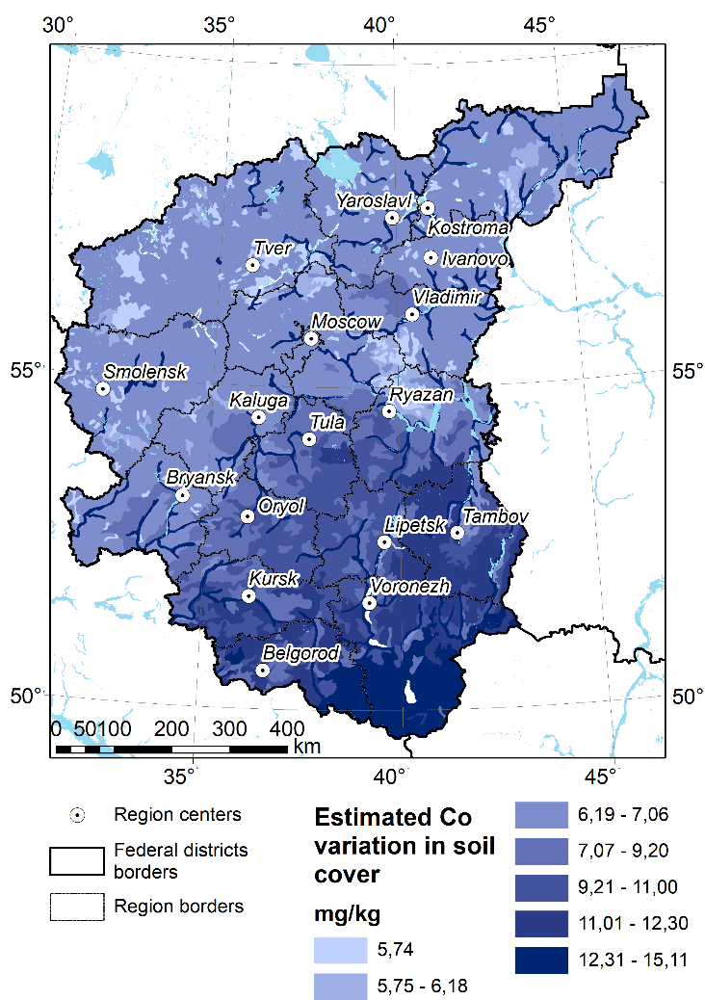 30° 35° 40° 45°
Yaroslavl
Kostroma
Tver
Ivanovo
Vladimir
Moscow
55° 55°
Smolensk
Kaluga
Ryazan
Tula
Bryansk
Oryol
Tambov
Lipetsk
Kursk
Voronezh
Belgorod
50° 50°
0 50 100 200 300 400
km
35° 40° 45°
Region centers
Federal districts
borders
Region borders
Estimated Co
variation in soil
cover
mg/kg
5,74
5,75 - 6,18
6,19 - 7,06
7,07 - 9,20
9,21 - 11,00
11,01 - 12,30
12,31 - 15,11